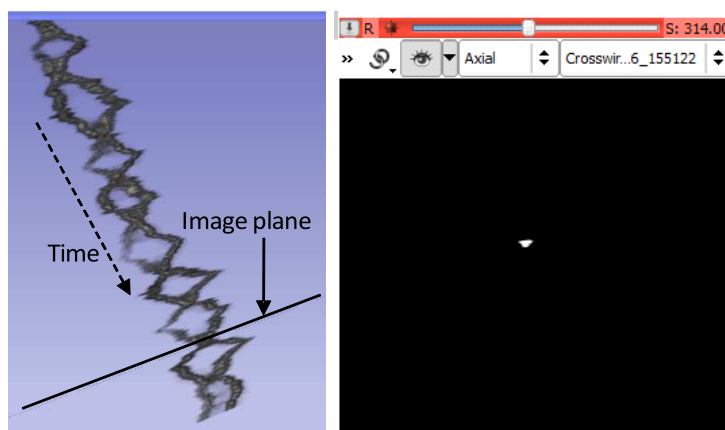 Image plane
Time
R
S: 314.00
»
Axial
Crosswir...6_155122